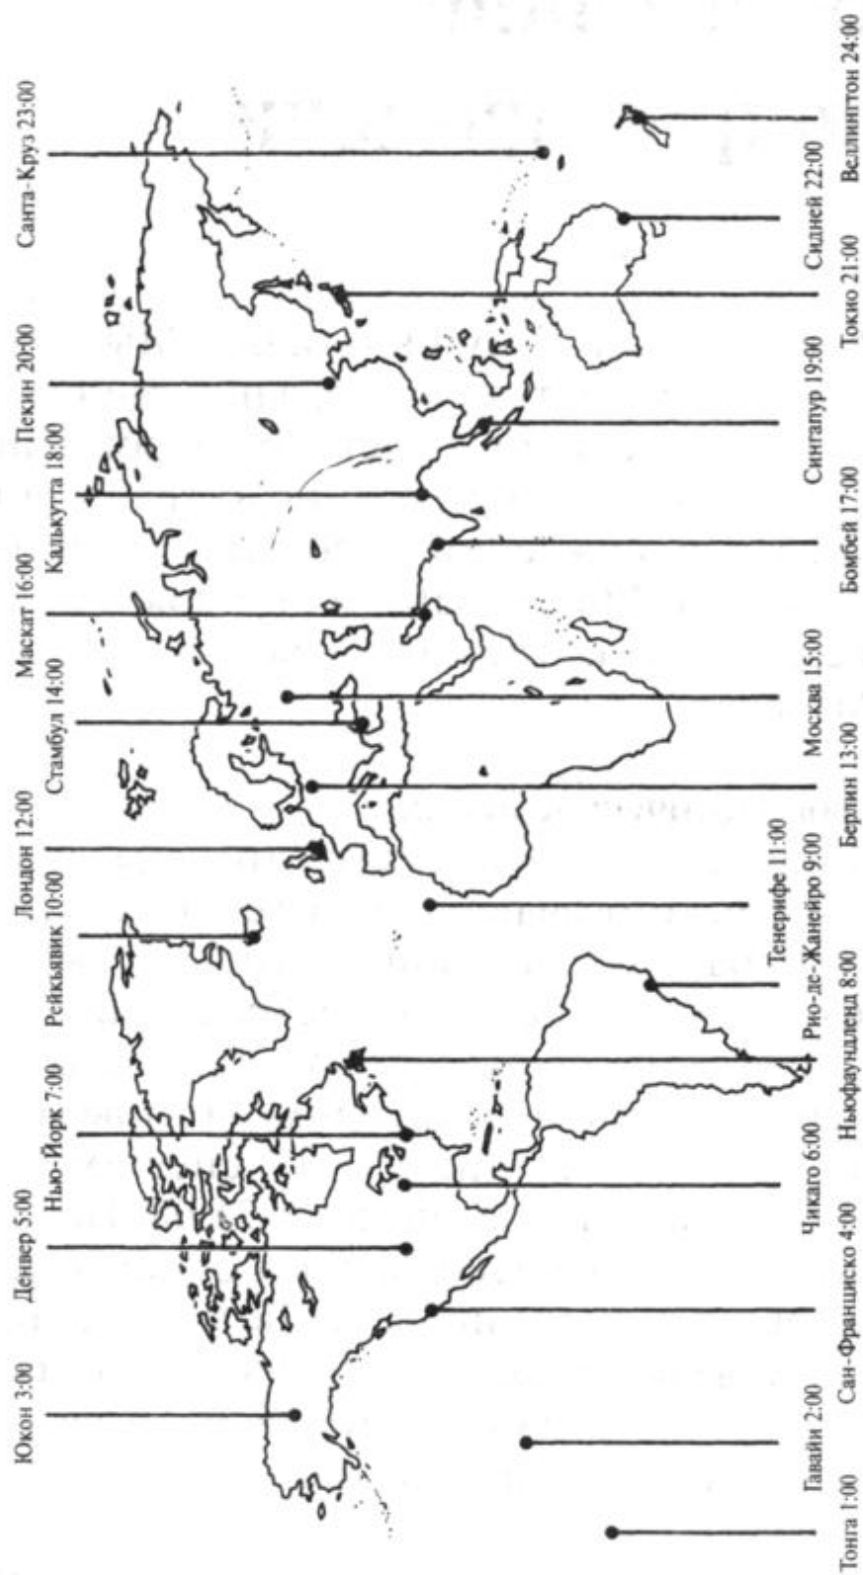 Юкон 3:00
Денвер 5:00
Нью-Йорк 7:00
Рейкьявик 10:00
Лондон 12:00
Стамбул 14:00
Маскат 16:00
Калькутта 18:00
Пекин 20:00
Санта-Круз 23:00
Тонга 1:00
Гавайи 2:00
Сан-Франциско 4:00
Чикаго 6:00
Ньюфаундленд 8:00
Рио-де-Жанейро 9:00
Тенерифе 11:00
Берлин 13:00
Москва 15:00
Бомбей 17:00
Сингапур 19:00
Токио 21:00
Сидней 22:00
Веллингтон 24:00